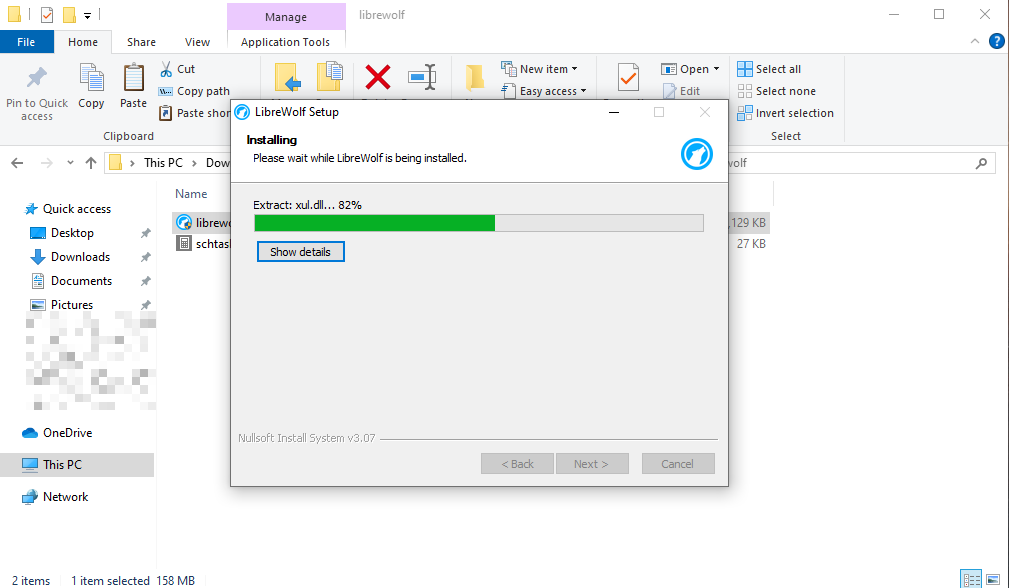 Manage
librewolf
File
Home
Share
View
Application Tools
Pin to Quick access
Copy
Paste
Cut
Copy path
Paste shor
Clipboard
New item
Easy access
Open
Edit
Select all
Select none
Invert selection
Select
This PC
Dow
wolf
Quick access
Desktop
Downloads
Documents
Pictures
OneDrive
This PC
Network
Name
librewo
,129 KB
schtas
27 KB
LibreWolf Setup
Installing
Please wait while LibreWolf is being installed.
Extract: xul.dll... 82%
Show details
Nullsoft Install System v3.07
< Back
Next >
Cancel
2 items
1 item selected 158 MB